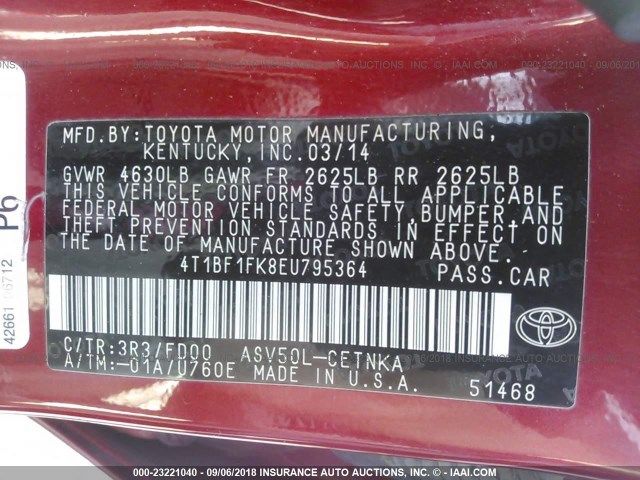 MFD.BY:TOYOTA MOTOR MANUFACTURING,
KENTUCKY, INC.03/14
GVWR 4630LB GAWR FR 2625LB RR 2625LB
THIS VEHICLE CONFORMS TO ALL APPLICABLE
FEDERAL MOTOR VEHICLE SAFETY,BUMPER,AND
THEFT PREVENTION STANDARDS IN EFFECT ON
THE DATE OF MANUFACTURE SHOWN ABOVE.
4T1BF1FK8EU795364 PASS.CAR
C/TR:3R3/FD00 ASV50L-CETNKA
A/TM:-01A/U760E MADE IN U.S.A. 51468
P6
42661 06712
000-23221040 - 09/06/2018 INSURANCE AUTO AUCTIONS, INC. - © IAAI.COM